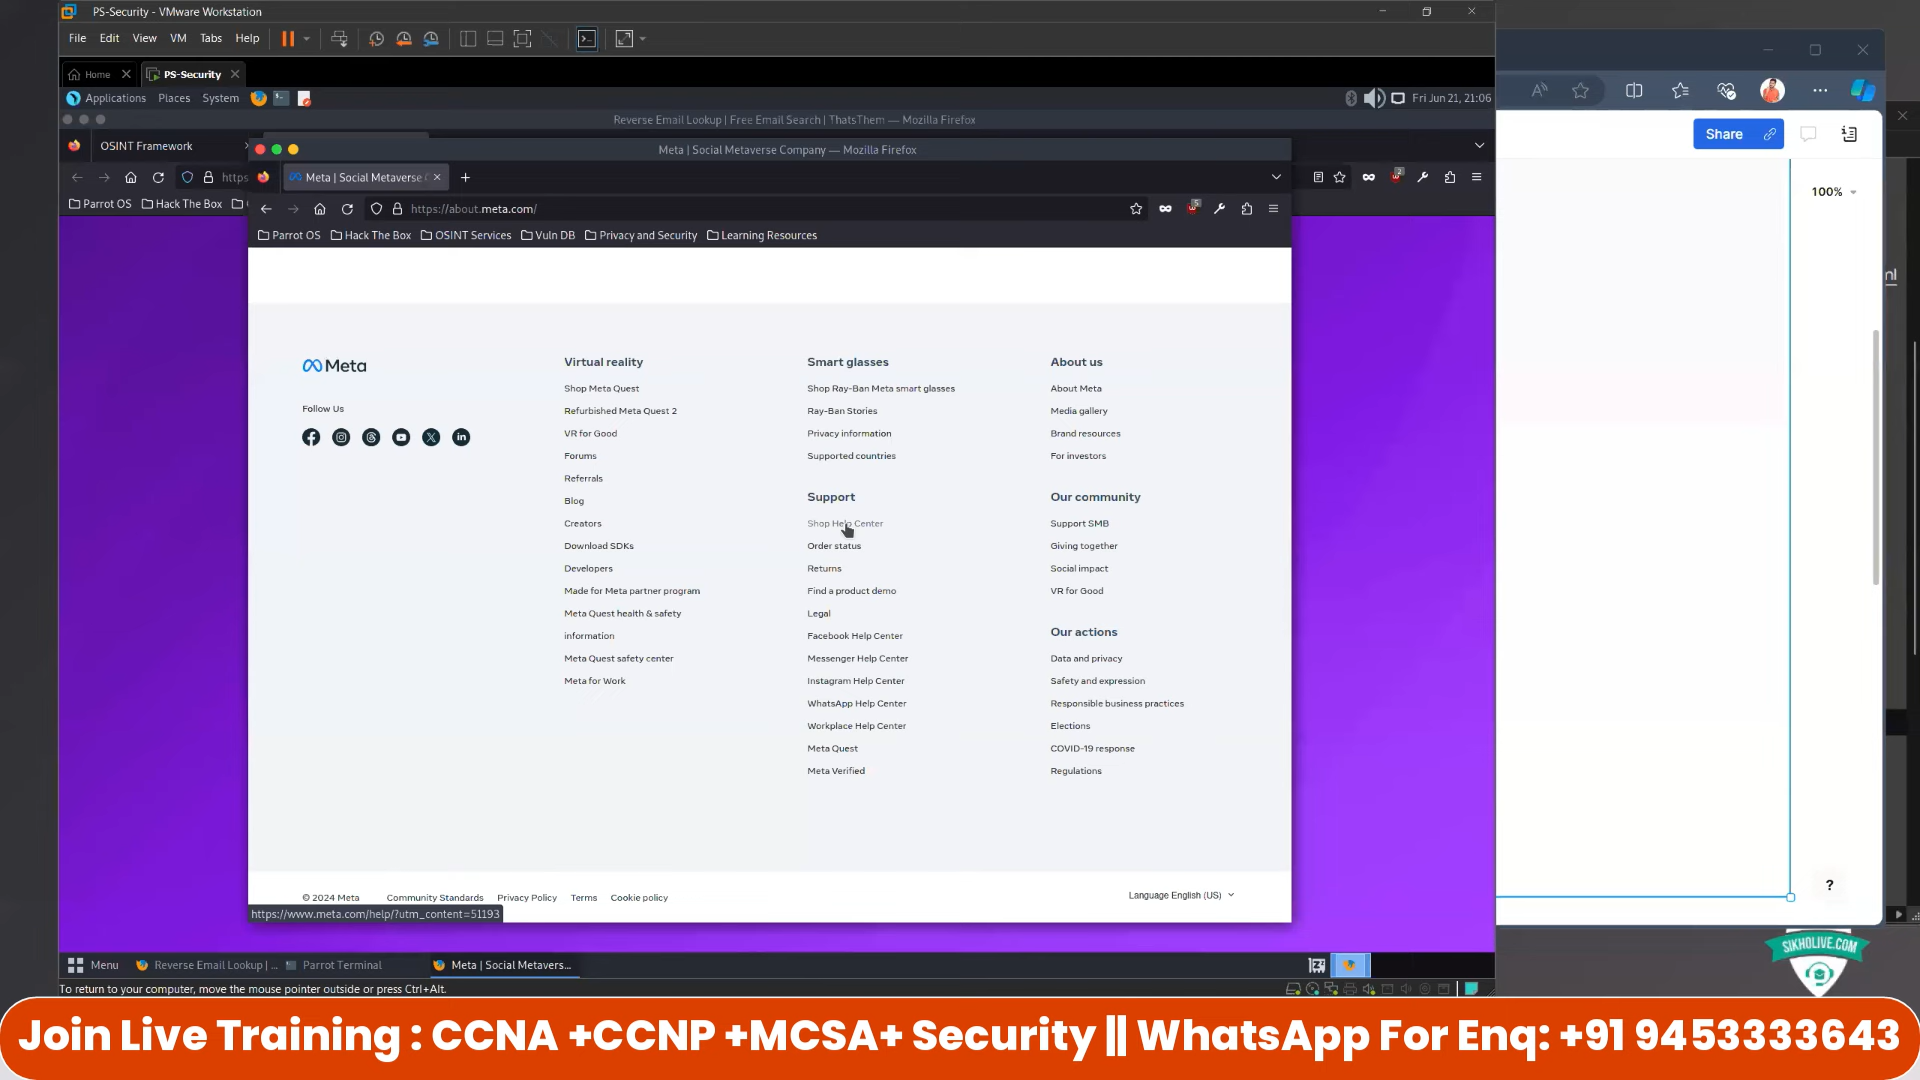 PS-Security - VMware Workstation
File Edit View VM Tabs Help
Home PS-Security
Applications Places System Fri Jun 21, 21:06
Reverse Email Lookup | Free Email Search | ThatsThem — Mozilla Firefox
OSINT Framework
Meta | Social Metaverse Company — Mozilla Firefox
https
Meta | Social Metaverse C
Parrot OS Hack The Box
https://about.meta.com/
Parrot OS Hack The Box OSINT Services Vuln DB Privacy and Security Learning Resources
Share
100%
Meta
Follow Us
Virtual reality
Shop Meta Quest
Refurbished Meta Quest 2
VR for Good
Forums
Referrals
Blog
Creators
Download SDKs
Developers
Made for Meta partner program
Meta Quest health & safety
information
Meta Quest safety center
Meta for Work
Smart glasses
Shop Ray-Ban Meta smart glasses
Ray-Ban Stories
Privacy information
Supported countries
Support
Shop Help Center
Order status
Returns
Find a product demo
Legal
Facebook Help Center
Messenger Help Center
Instagram Help Center
WhatsApp Help Center
Workplace Help Center
Meta Quest
Meta Verified
About us
About Meta
Media gallery
Brand resources
For investors
Our community
Support SMB
Giving together
Social impact
VR for Good
Our actions
Data and privacy
Safety and expression
Responsible business practices
Elections
COVID-19 response
Regulations
© 2024 Meta Community Standards Privacy Policy Terms Cookie policy Language English (US)
https://www.meta.com/help/?utm_content=51193
?
SIKHOLIVE.COM
Menu Reverse Email Lookup | ... Parrot Terminal Meta | Social Metavers...
To return to your computer, move the mouse pointer outside or press Ctrl+Alt.
Join Live Training : CCNA +CCNP +MCSA+ Security || WhatsApp For Enq: +91 9453333643